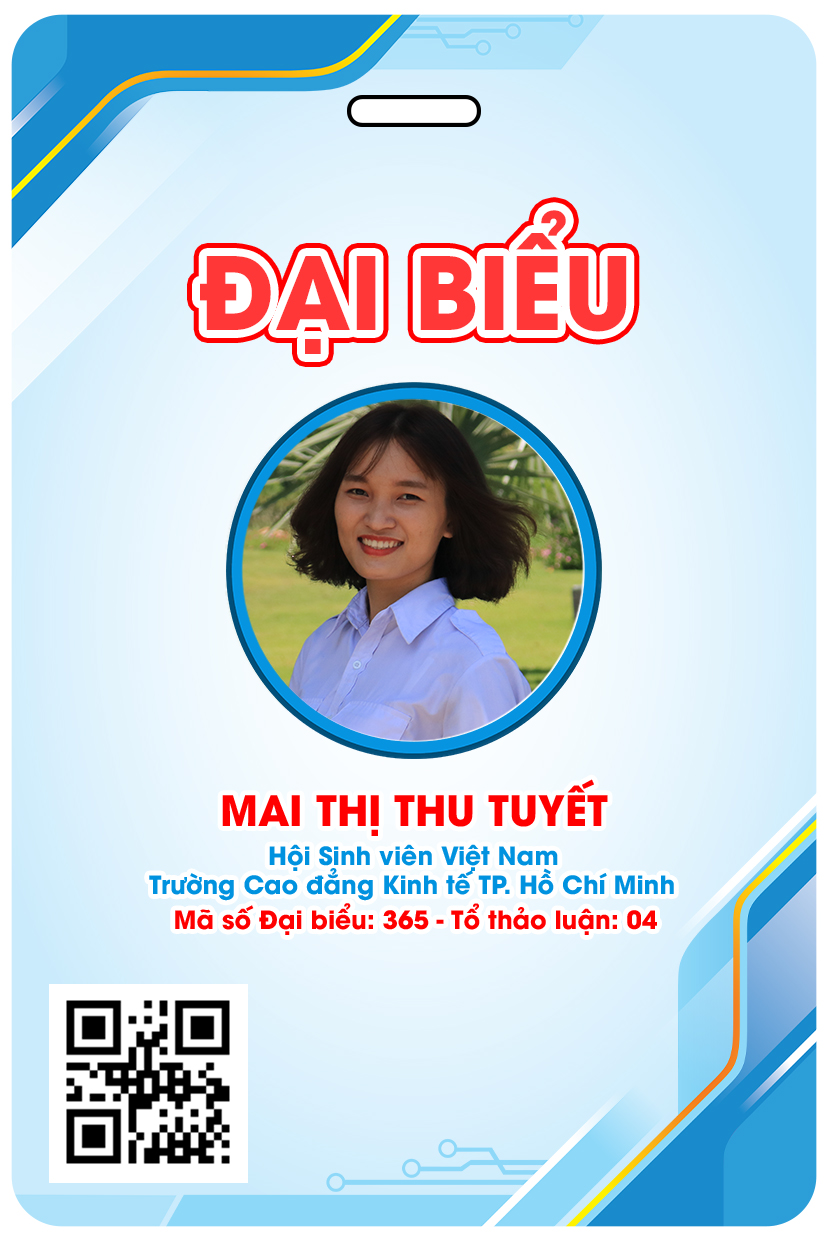 ĐẠI BIỂU
MAI THỊ THU TUYẾT
Hội Sinh viên Việt Nam
Trường Cao đẳng Kinh tế TP. Hồ Chí Minh
Mã số Đại biểu: 365 - Tổ thảo luận: 04